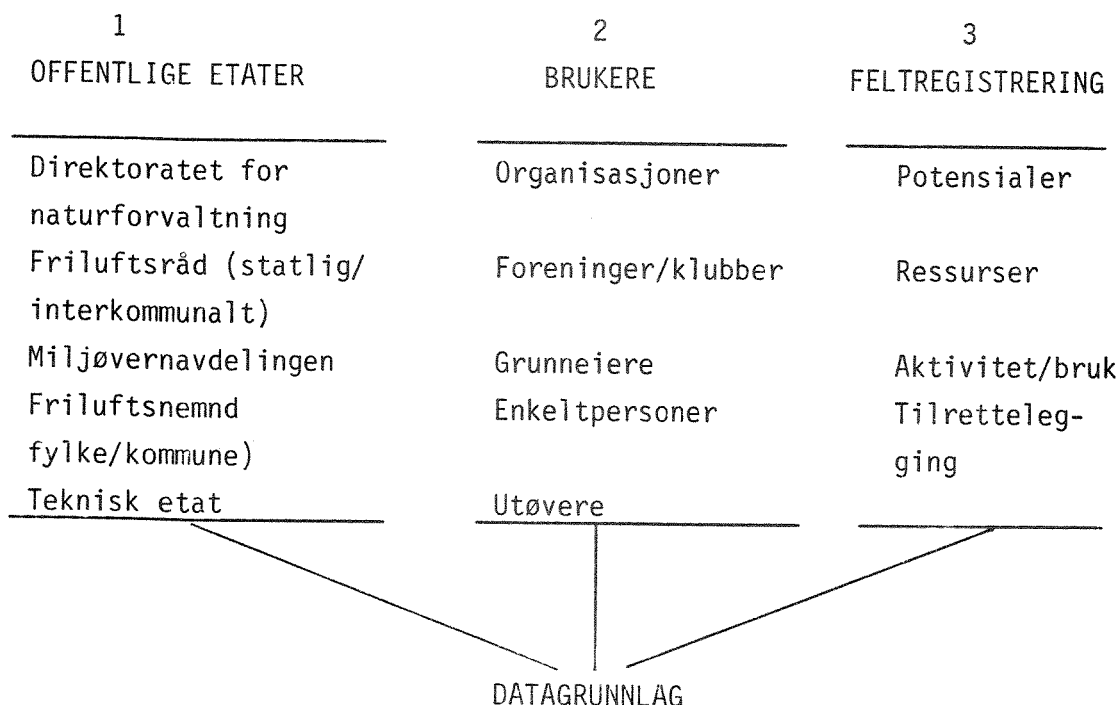 1
OFFENTLIGE ETATER
Direktoratet for
naturforvaltning
Friluftsråd (statlig/
interkommunalt)
Miljøvernavdelingen
Friluftsnemnd
fylke/kommune)
Teknisk etat
2
BRUKERE
Organisasjoner
Foreninger/klubber
Grunneiere
Enkeltpersoner
Utøvere
3
FELTREGISTRERING
Potensialer
Ressurser
Aktivitet/bruk
Tilretteleg-
ging
DATAGRUNNLAG